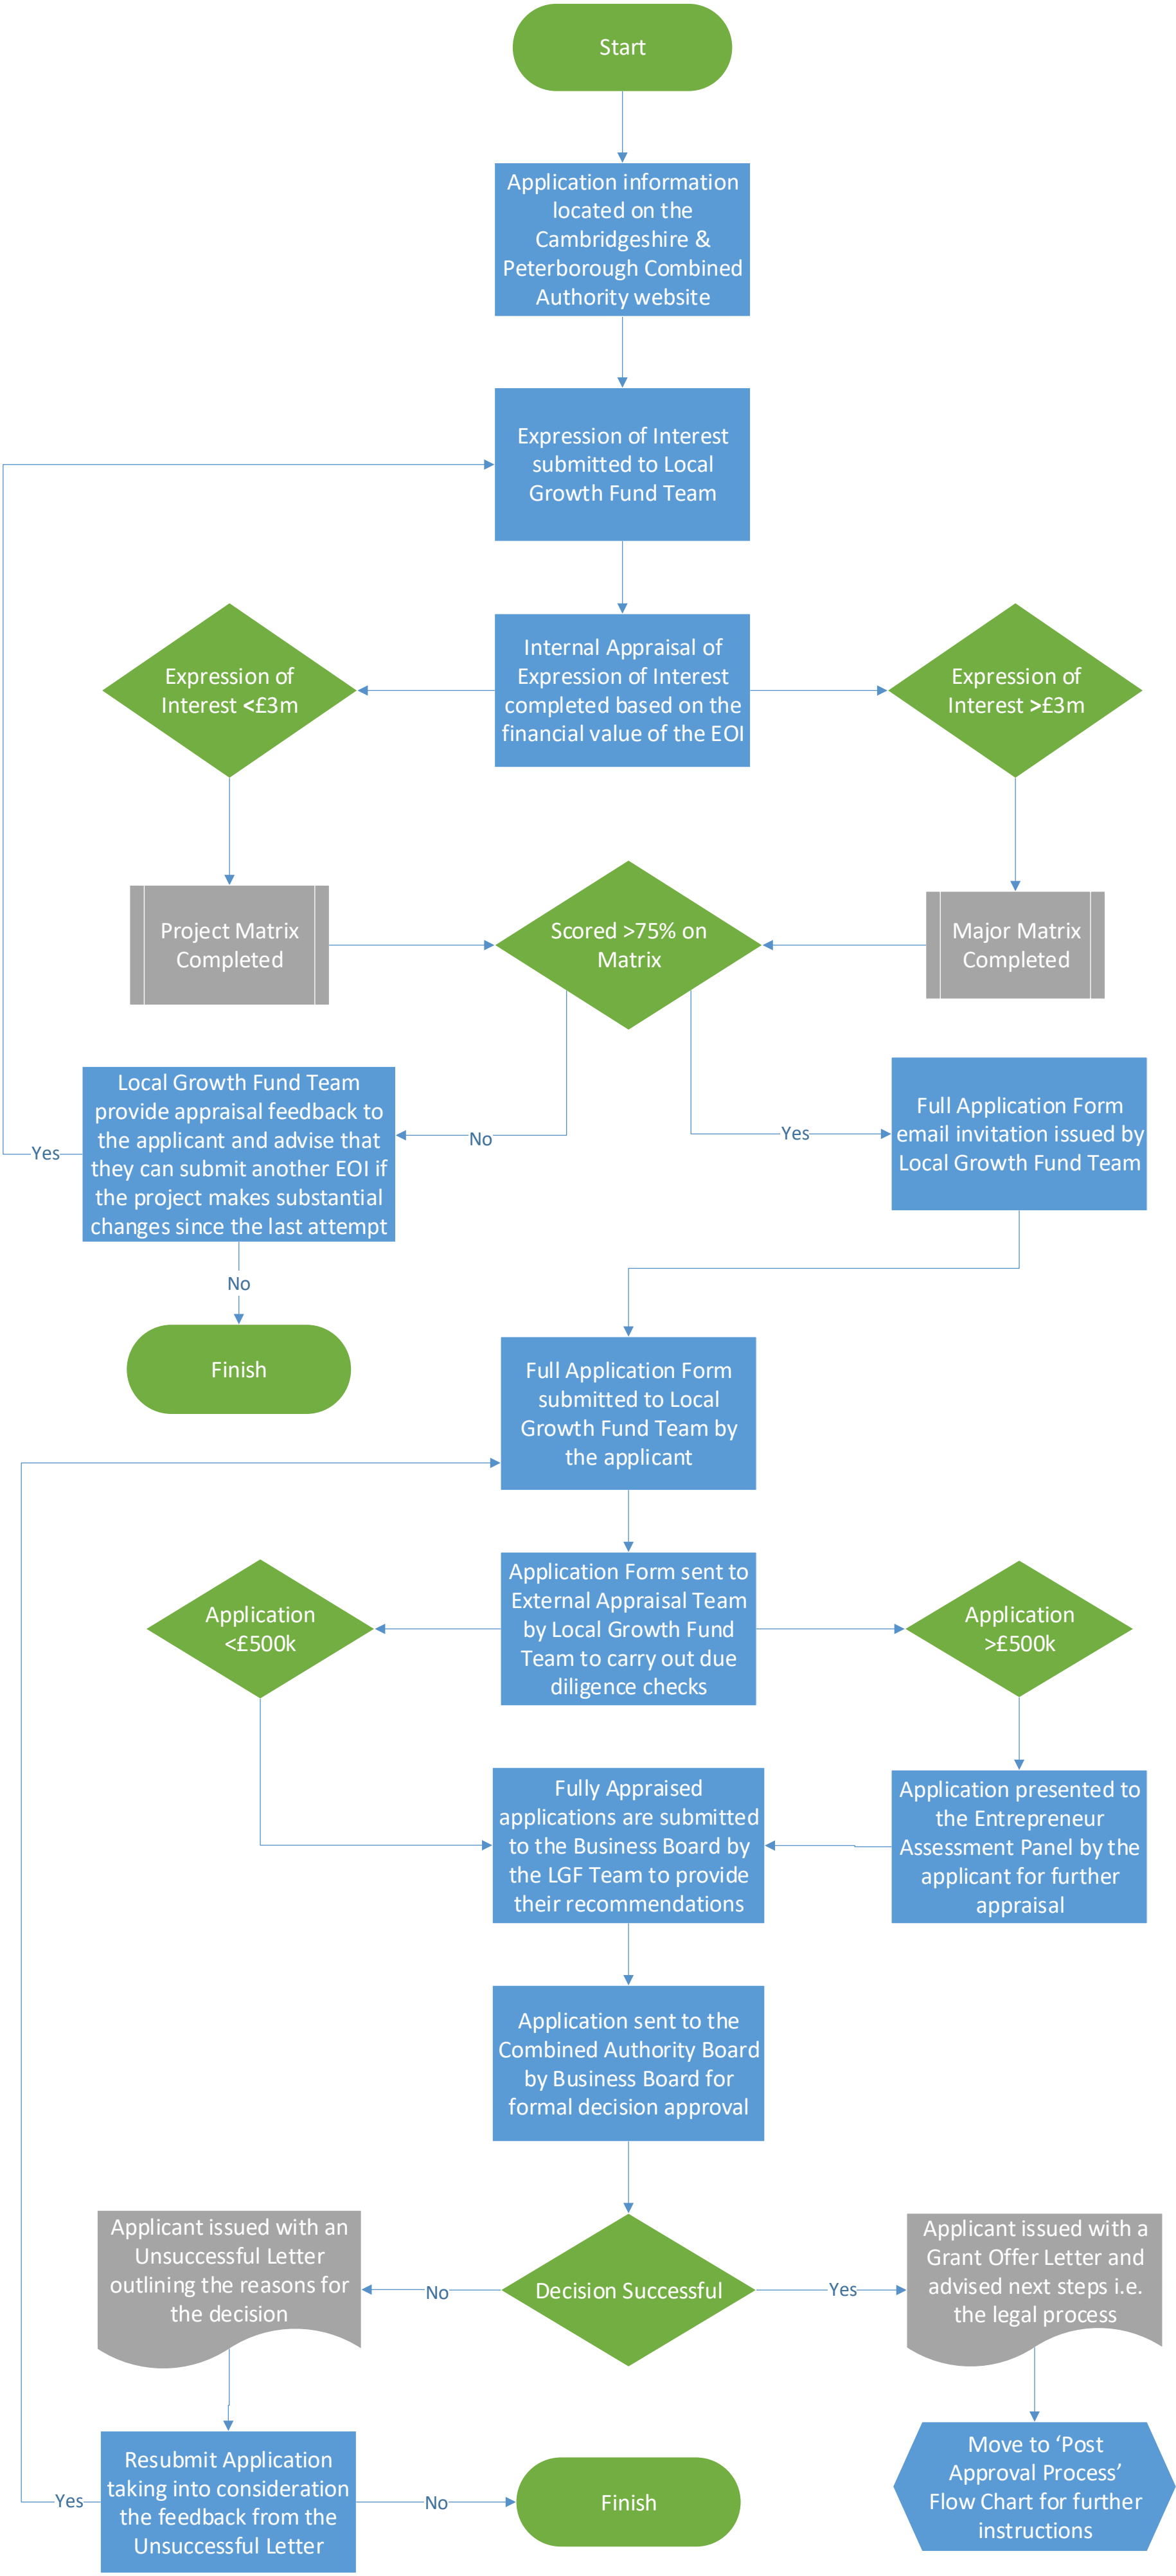 Start
Application information
located on the
Cambridgeshire &
Peterborough Combined
Authority website
Expression of Interest
submitted to Local
Growth Fund Team
Expression of
Interest <£3m
Internal Appraisal of
Expression of Interest
completed based on the
financial value of the EOI
Expression of
Interest >£3m
Project Matrix
Completed
Scored >75% on
Matrix
Major Matrix
Completed
Local Growth Fund Team
provide appraisal feedback to
the applicant and advise that
they can submit another EOI if
the project makes substantial
changes since the last attempt
Yes
No
Yes
Full Application Form
email invitation issued by
Local Growth Fund Team
No
Finish
Full Application Form
submitted to Local
Growth Fund Team by
the applicant
Application
<£500k
Application Form sent to
External Appraisal Team
by Local Growth Fund
Team to carry out due
diligence checks
Application
>£500k
Fully Appraised
applications are submitted
to the Business Board by
the LGF Team to provide
their recommendations
Application presented to
the Entrepreneur
Assessment Panel by the
applicant for further
appraisal
Application sent to the
Combined Authority Board
by Business Board for
formal decision approval
Applicant issued with an
Unsuccessful Letter
outlining the reasons for
the decision
No
Decision Successful
Yes
Applicant issued with a
Grant Offer Letter and
advised next steps i.e.
the legal process
Yes
Resubmit Application
taking into consideration
the feedback from the
Unsuccessful Letter
No
Finish
Move to ‘Post
Approval Process’
Flow Chart for further
instructions